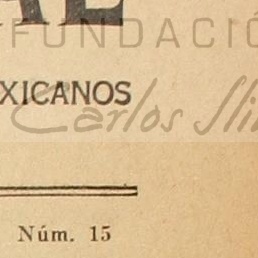 AL
FUNDACIÓ
XICANOS
Carlos Slim
Núm. 15